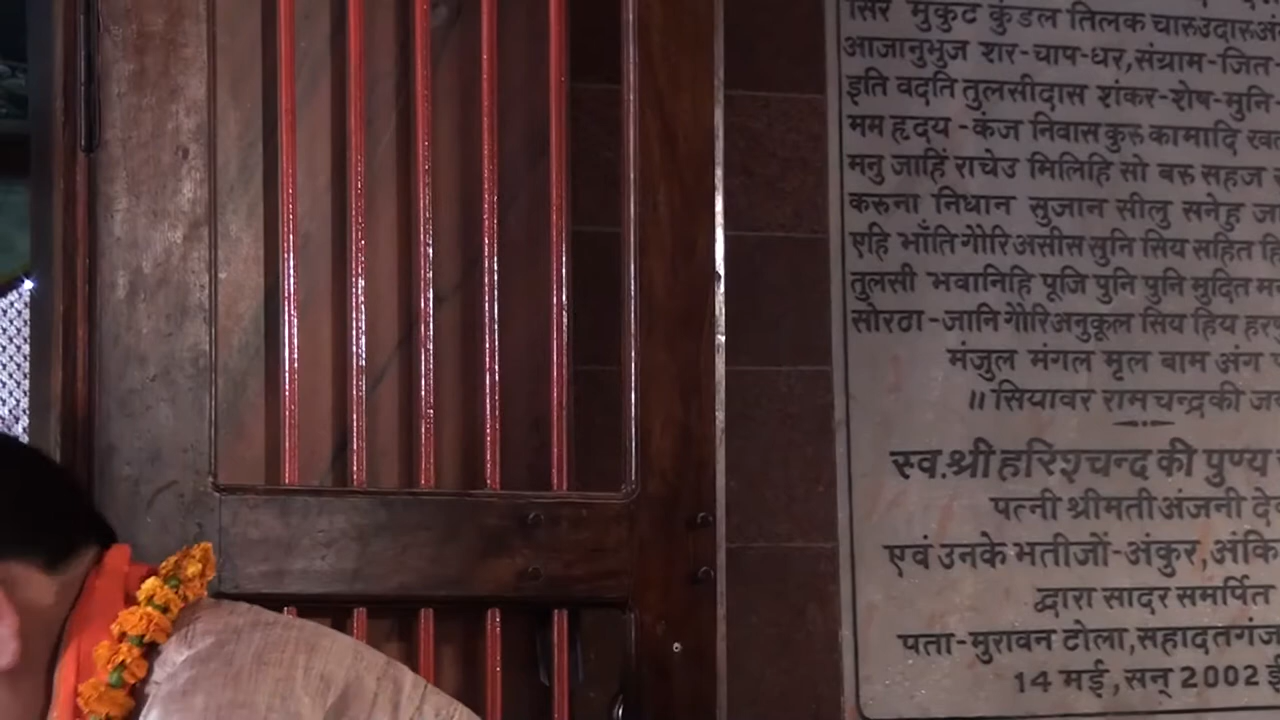 सिर मुकुट कुंडल तिलक चारुउदारुअं
आजानुभुज शर-चाप-धर,संग्राम-जित-
इति वदति तुलसीदास शंकर-शेष-मुनि-
मम हृदय-कंज निवास कुरु कामादि खल
मनु जाहिं राचेउ मिलिहि सो बरु सहज
करुना निधान सुजान सीलु सनेहु जा
एहि भाँति गौरि असीस सुनि सिय सहित हि
तुलसी भवानिहि पूजि पुनि पुनि मुदित म
सोरठा-जानि गौरि अनुकूल सिय हिय हर
मंजुल मंगल मूल बाम अंग
॥ सियावर रामचन्द्र की ज
स्व.श्री हरिश्चन्द की पुण्य
पत्नी श्रीमती अंजनी दे
एवं उनके भतीजों-अंकुर,अंकि
द्वारा सादर समर्पित
पता-मुरावन टोला,सहादतगंज
14 मई,सन् 2002 ई